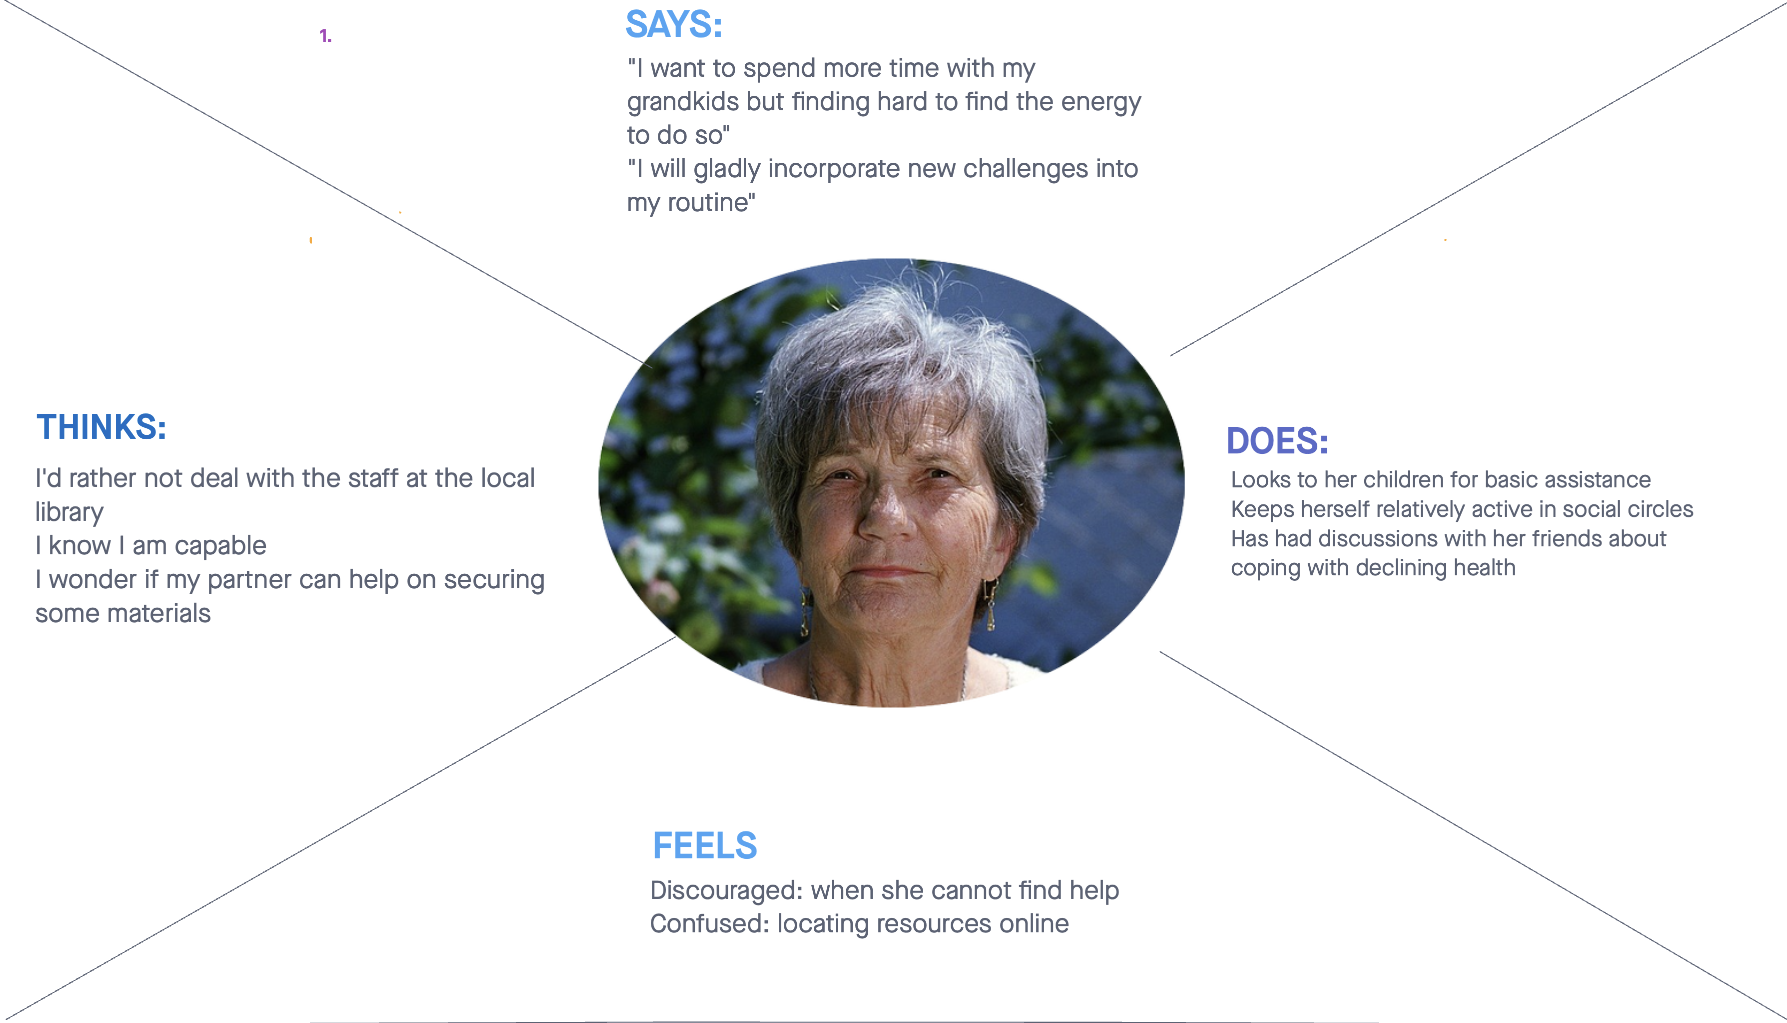 1.
SAYS:
"I want to spend more time with my
grandkids but finding hard to find the energy
to do so"
"I will gladly incorporate new challenges into
my routine"
THINKS:
I'd rather not deal with the staff at the local
library
I know I am capable
I wonder if my partner can help on securing
some materials
DOES:
Looks to her children for basic assistance
Keeps herself relatively active in social circles
Has had discussions with her friends about
coping with declining health
FEELS
Discouraged: when she cannot find help
Confused: locating resources online